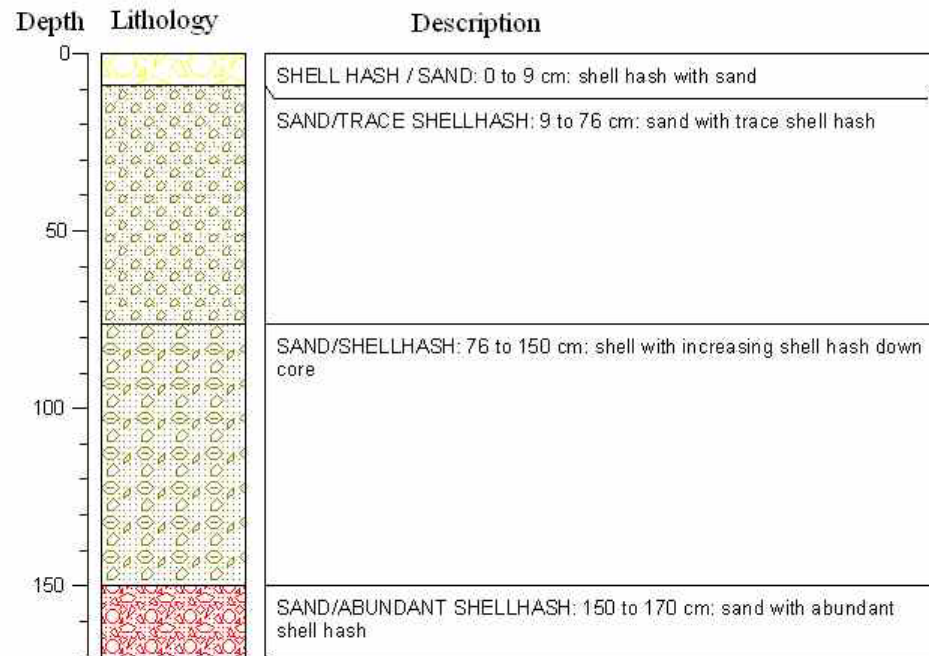 Depth Lithology Description
0
SHELL HASH / SAND: 0 to 9 cm: shell hash with sand
SAND/TRACE SHELLHASH: 9 to 76 cm: sand with trace shell hash
50
SAND/SHELLHASH: 76 to 150 cm: shell with increasing shell hash down
core
100
150
SAND/ABUNDANT SHELLHASH: 150 to 170 cm: sand with abundant
shell hash